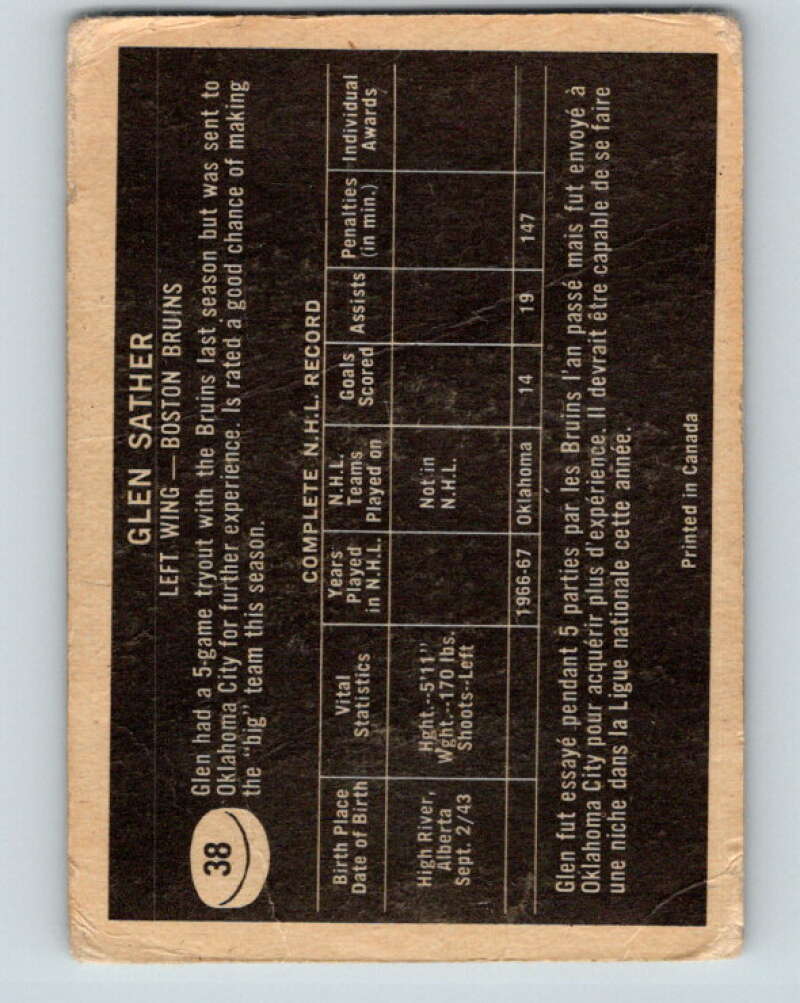 GLEN SATHER
LEFT WING — BOSTON BRUINS
38
Glen had a 5-game tryout with the Bruins last season but was sent to
Oklahoma City for further experience. Is rated a good chance of making
the "big" team this season.
COMPLETE N.H.L. RECORD
Birth Place
Date of Birth
Vital
Statistics
Years
Played
in N.H.L.
N.H.L.
Teams
Played on
Goals
Scored
Assists
Penalties
(in min.)
Individual
Awards
High River,
Alberta
Sept. 2/43
Hght.-5'11"
Wght.-170 lbs.
Shoots--Left
Not in
N.H.L.
1966-67 Oklahoma 14 19 147
Glen fut essayé pendant 5 parties par les Bruins l'an passé mais fut envoyé à
Oklahoma City pour acquérir plus d'expérience. Il devrait être capable de se faire
une niche dans la Ligue nationale cette année.
Printed in Canada